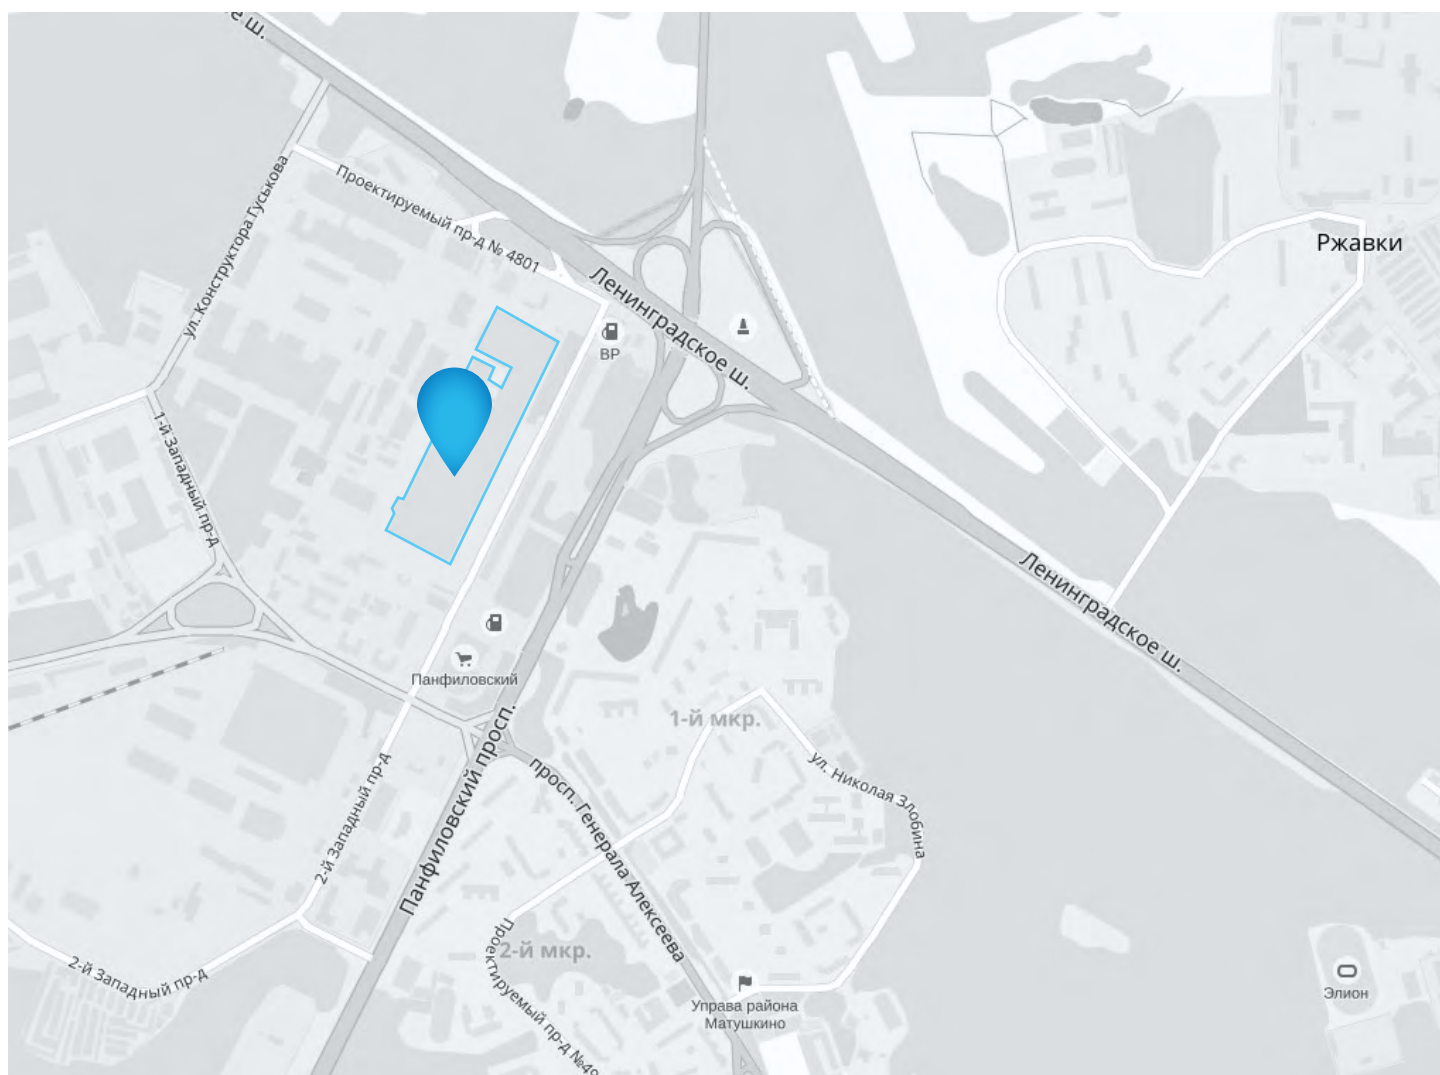 ш.
Проектируемый пр-д № 4801
ул. Конструктора Гуськова
Ржавки
Ленинградское ш.
ВР
1-й Западный пр-д
Ленинградское ш.
Панфиловский
1-й мкр.
ул. Николая Злобина
просп. Генерала Алексеева
Панфиловский просп.
2-й Западный пр-д
2-й мкр.
Проектируемый пр-д
2-й Западный пр-д
Управа района
Матушкино
Элион